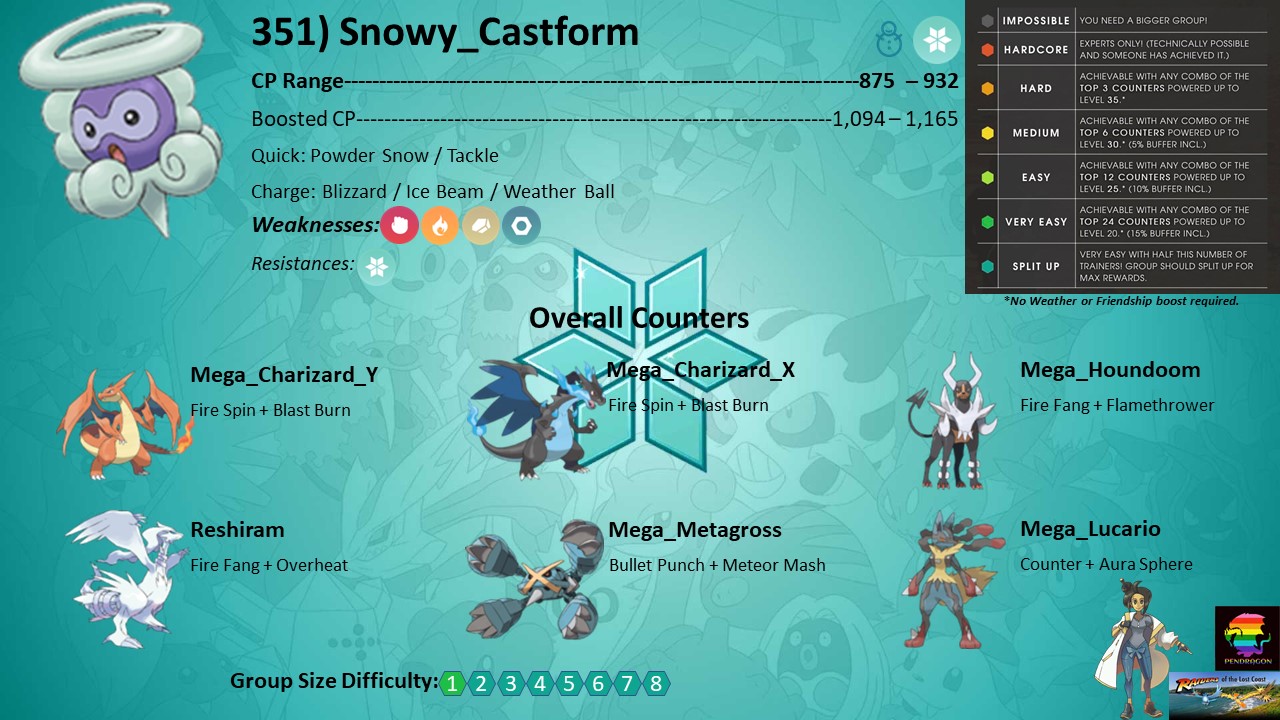 351) Snowy_Castform
CP Range------------------------------------------------------------------------------875 – 932
Boosted CP------------------------------------------------------------------------------1,094 – 1,165
Quick: Powder Snow / Tackle
Charge: Blizzard / Ice Beam / Weather Ball
Weaknesses:
Resistances:
IMPOSSIBLE YOU NEED A BIGGER GROUP!
HARDCORE EXPERTS ONLY! (TECHNICALLY POSSIBLE
AND SOMEONE HAS ACHIEVED IT.)
HARD ACHIEVABLE WITH ANY COMBO OF THE
TOP 3 COUNTERS POWERED UP TO
LEVEL 35.*
MEDIUM ACHIEVABLE WITH ANY COMBO OF THE
TOP 6 COUNTERS POWERED UP TO
LEVEL 30.* (5% BUFFER INCL.)
EASY ACHIEVABLE WITH ANY COMBO OF THE
TOP 12 COUNTERS POWERED UP TO
LEVEL 25.* (10% BUFFER INCL.)
VERY EASY ACHIEVABLE WITH ANY COMBO OF THE
TOP 24 COUNTERS POWERED UP TO
LEVEL 20.* (15% BUFFER INCL.)
SPLIT UP VERY EASY WITH HALF THIS NUMBER OF
TRAINERS! GROUP SHOULD SPLIT UP FOR
MAX REWARDS.
*No Weather or Friendship boost required.
Overall Counters
Mega_Charizard_Y
Fire Spin + Blast Burn
Mega_Charizard_X
Fire Spin + Blast Burn
Mega_Houndoom
Fire Fang + Flamethrower
Reshiram
Fire Fang + Overheat
Mega_Metagross
Bullet Punch + Meteor Mash
Mega_Lucario
Counter + Aura Sphere
Group Size Difficulty: 1 2 3 4 5 6 7 8
PENDRAGON
RAIDERS of the Lost Coast